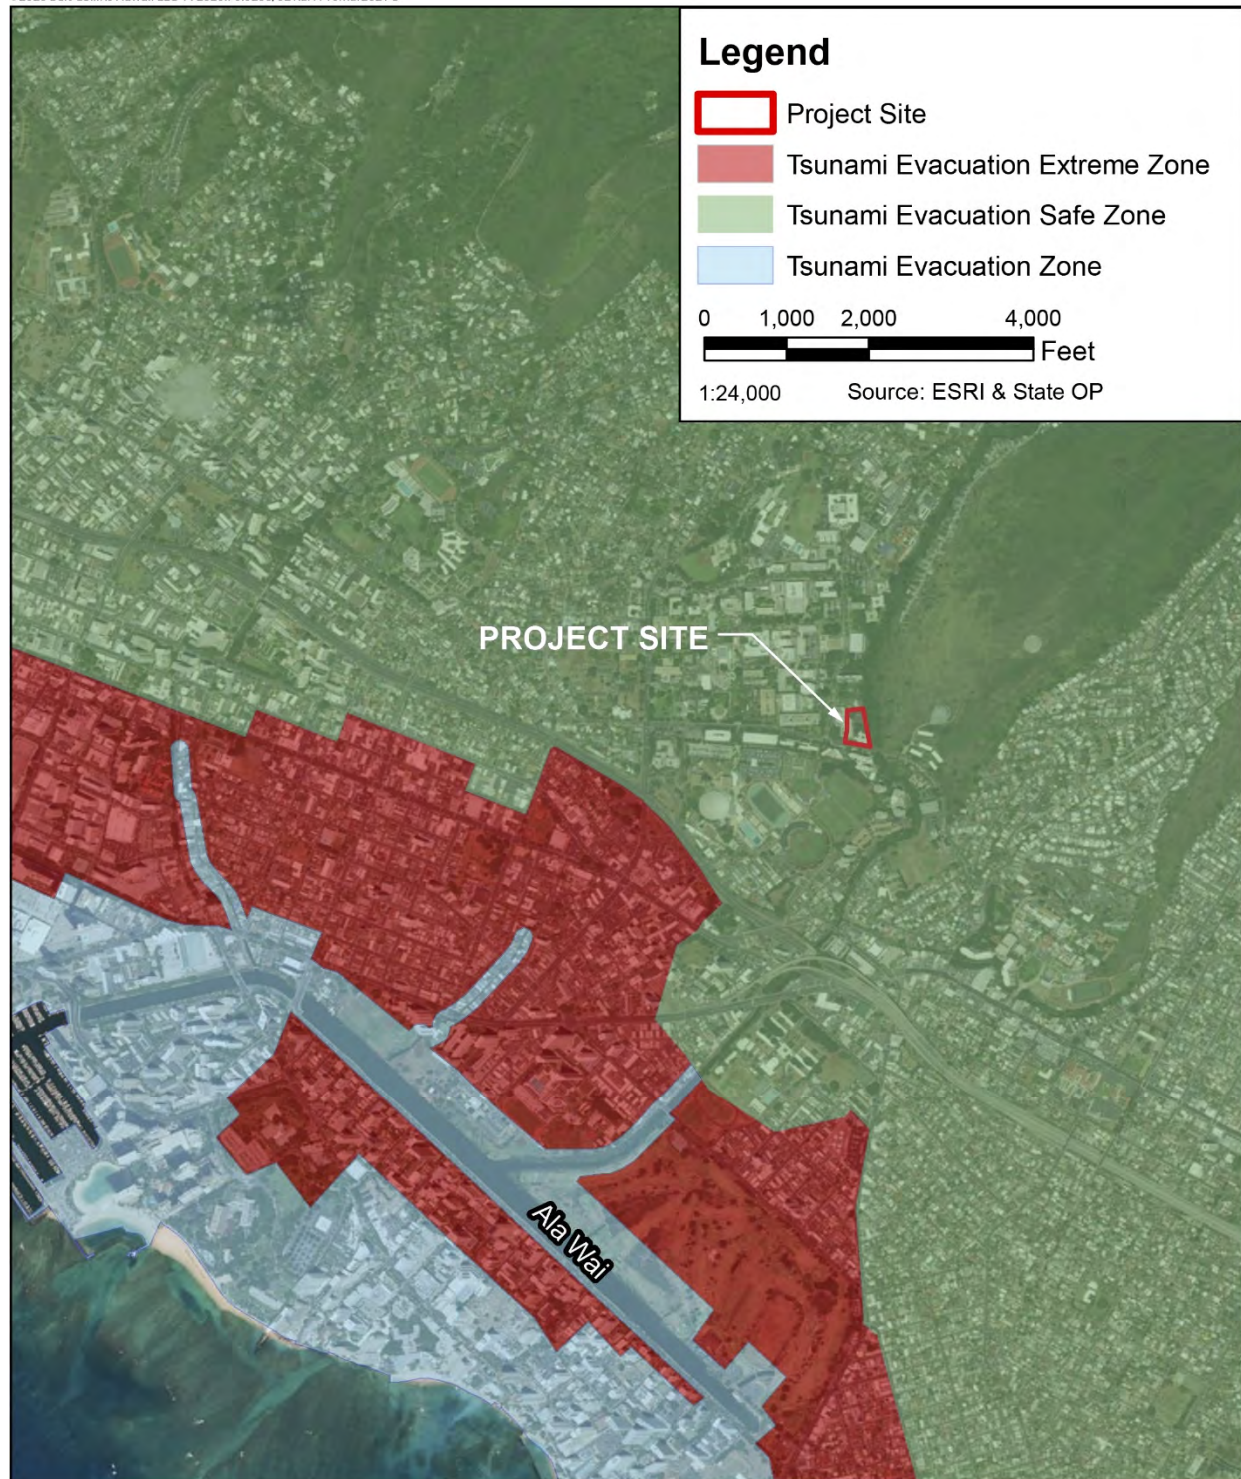 Legend
Project Site
Tsunami Evacuation Extreme Zone
Tsunami Evacuation Safe Zone
Tsunami Evacuation Zone
0 1,000 2,000 4,000
Feet
1:24,000 Source: ESRI & State OP
PROJECT SITE
Ala Wai